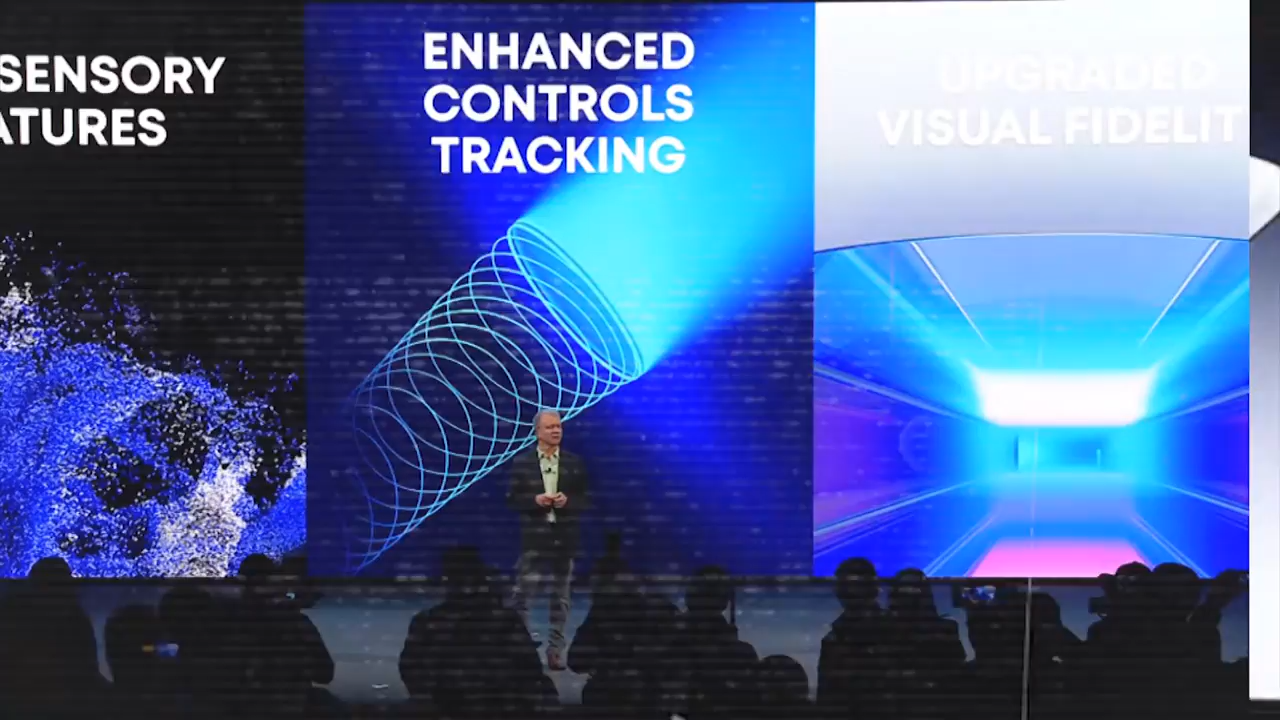 SENSORY
ATURES
ENHANCED
CONTROLS
TRACKING
UPGRADED
VISUAL FIDELIT